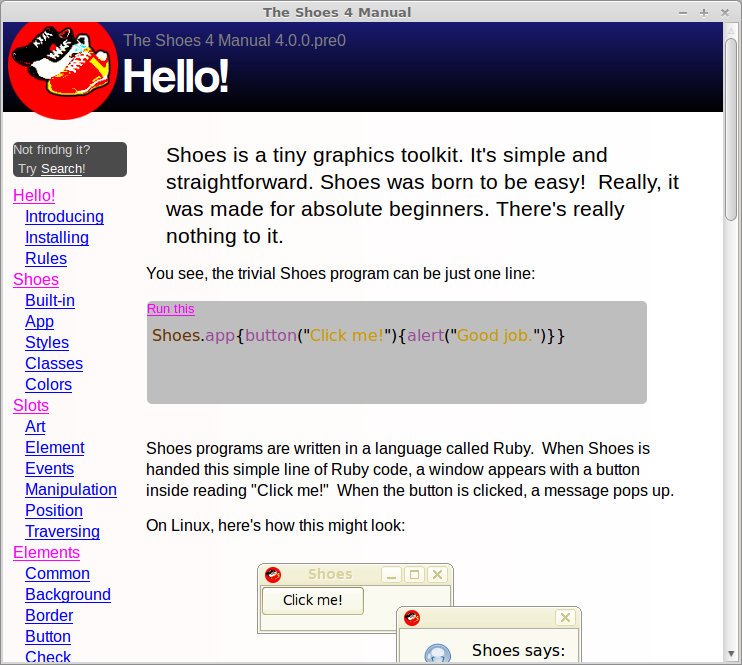 The Shoes 4 Manual
The Shoes 4 Manual 4.0.0.pre0
Hello!
Not findng it?
Try Search!
Hello!
Introducing
Installing
Rules
Shoes
Built-in
App
Styles
Classes
Colors
Slots
Art
Element
Events
Manipulation
Position
Traversing
Elements
Common
Background
Border
Button
Check
Shoes is a tiny graphics toolkit. It's simple and
straightforward. Shoes was born to be easy!  Really, it
was made for absolute beginners. There's really
nothing to it.
You see, the trivial Shoes program can be just one line:
Run this
Shoes.app{button("Click me!"){alert("Good job.")}}
Shoes programs are written in a language called Ruby.  When Shoes is
handed this simple line of Ruby code, a window appears with a button
inside reading "Click me!"  When the button is clicked, a message pops up.
On Linux, here's how this might look:
Shoes
Click me!
Shoes says: